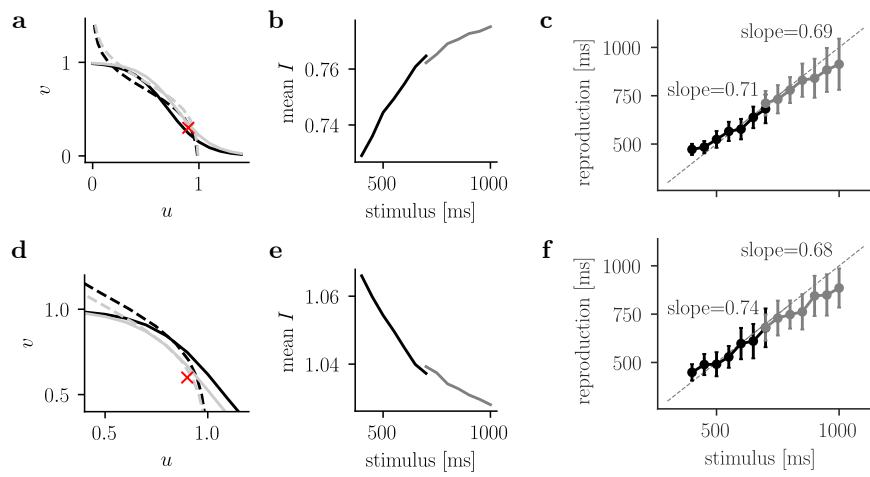 a
v
1
0
0
1
u
b
mean I
0.76
0.74
500
1000
stimulus [ms]
c
reproduction [ms]
1000
750
500
slope=0.69
slope=0.71
d
v
1.0
0.5
0.5
1.0
u
e
mean I
1.06
1.04
500
1000
stimulus [ms]
f
reproduction [ms]
1000
750
500
slope=0.68
slope=0.74
500
1000
stimulus [ms]